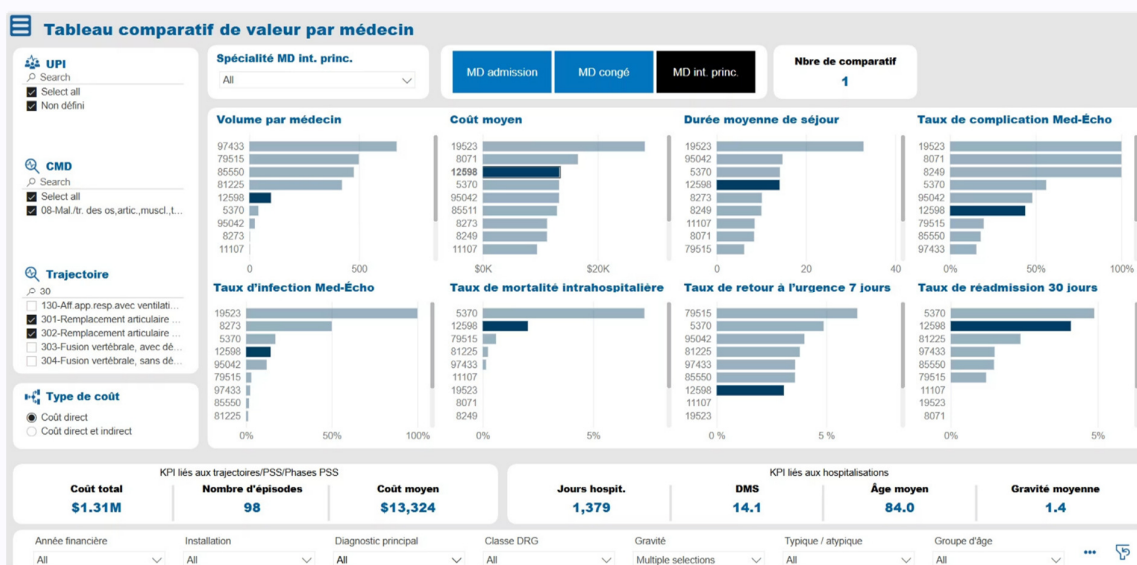 Tableau comparatif de valeur par médecin
UPI
Search
Select all
Non défini
CMD
Search
Select all
08-Mal./tr. des os,artic.,muscl.,t...
Trajectoire
30
130-Aff.app.resp.avec ventilati...
301-Remplacement articulaire ...
302-Remplacement articulaire ...
303-Fusion vertébrale, avec dé...
304-Fusion vertébrale, sans dé...
Type de coût
Coût direct
Coût direct et indirect
Spécialité MD int. princ.
All
MD admission
MD congé
MD int. princ.
Nbre de comparatif
1
Volume par médecin
97433
79515
85550
81225
12598
5370
95042
8273
11107
0 500
Coût moyen
19523
8071
12598
5370
95042
85511
8273
8249
11107
$0K $20K
Durée moyenne de séjour
19523
95042
5370
12598
8273
8249
11107
8071
79515
0 20 40
Taux de complication Med-Écho
19523
8071
8249
5370
95042
12598
79515
85550
97433
0% 50% 100%
Taux d'infection Med-Écho
19523
8273
5370
12598
95042
79515
97433
85550
81225
0% 50% 100%
Taux de mortalité intrahospitalière
5370
12598
79515
81225
97433
11107
19523
8071
8249
0% 5%
Taux de retour à l'urgence 7 jours
79515
5370
95042
81225
97433
85550
12598
11107
19523
0 % 5 %
Taux de réadmission 30 jours
5370
12598
81225
97433
85550
79515
11107
19523
8071
0% 5%
KPI liés aux trajectoires/PSS/Phases PSS
Coût total Nombre d'épisodes Coût moyen
$1.31M 98 $13,324
KPI liés aux hospitalisations
Jours hospit. DMS Âge moyen Gravité moyenne
1,379 14.1 84.0 1.4
Année financière Installation Diagnostic principal Classe DRG Gravité Typique / atypique Groupe d'âge
All All All All Multiple selections All All